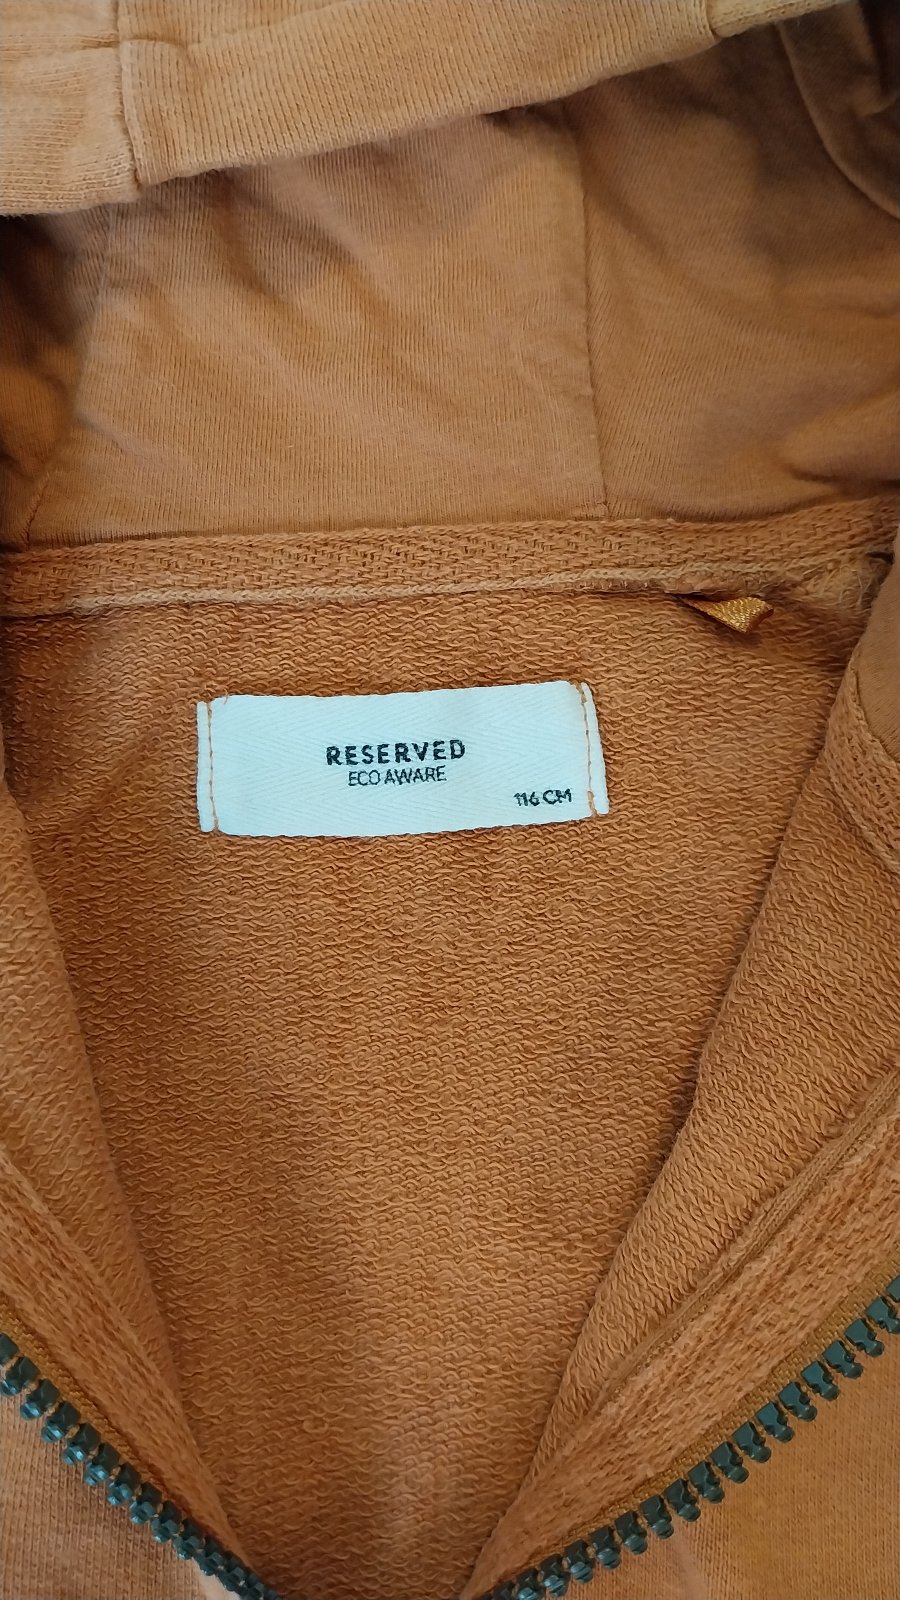 RESERVED
ECO AWARE
116 CM